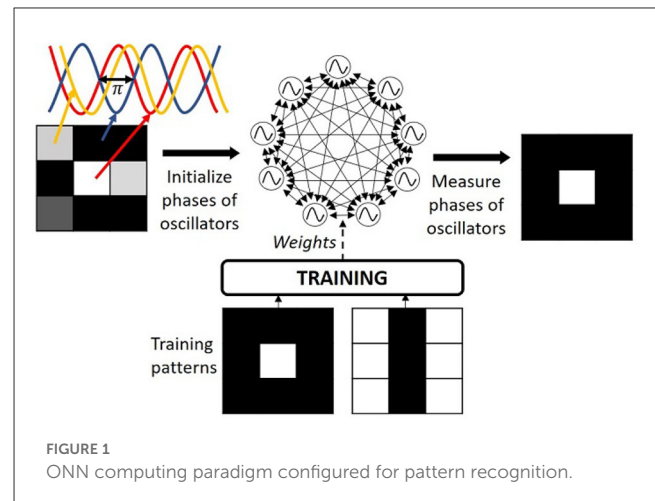 π
Initialize
phases of
oscillators
Measure
phases of
oscillators
Weights
TRAINING
Training
patterns
FIGURE 1
ONN computing paradigm configured for pattern recognition.